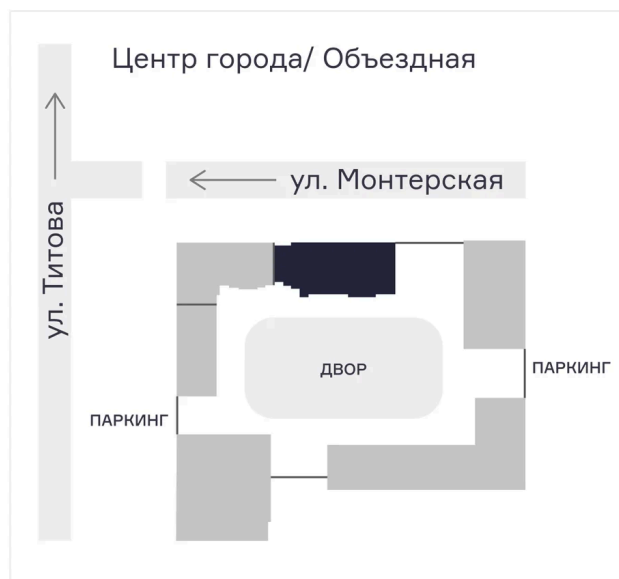 Центр города/ Объездная
ул. Монтерская
ул. Титова
ДВОР
ПАРКИНГ
ПАРКИНГ